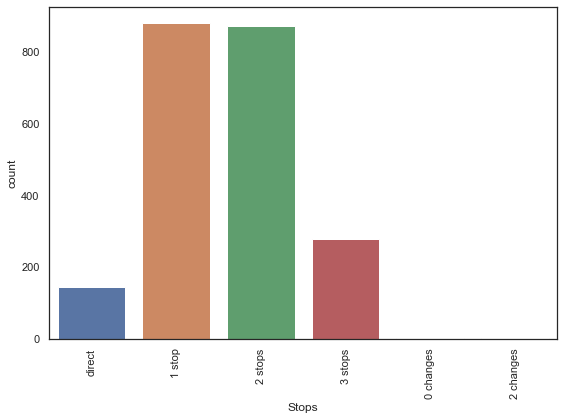 800
600
400
200
0
count
direct
1 stop
2 stops
3 stops
0 changes
2 changes
Stops